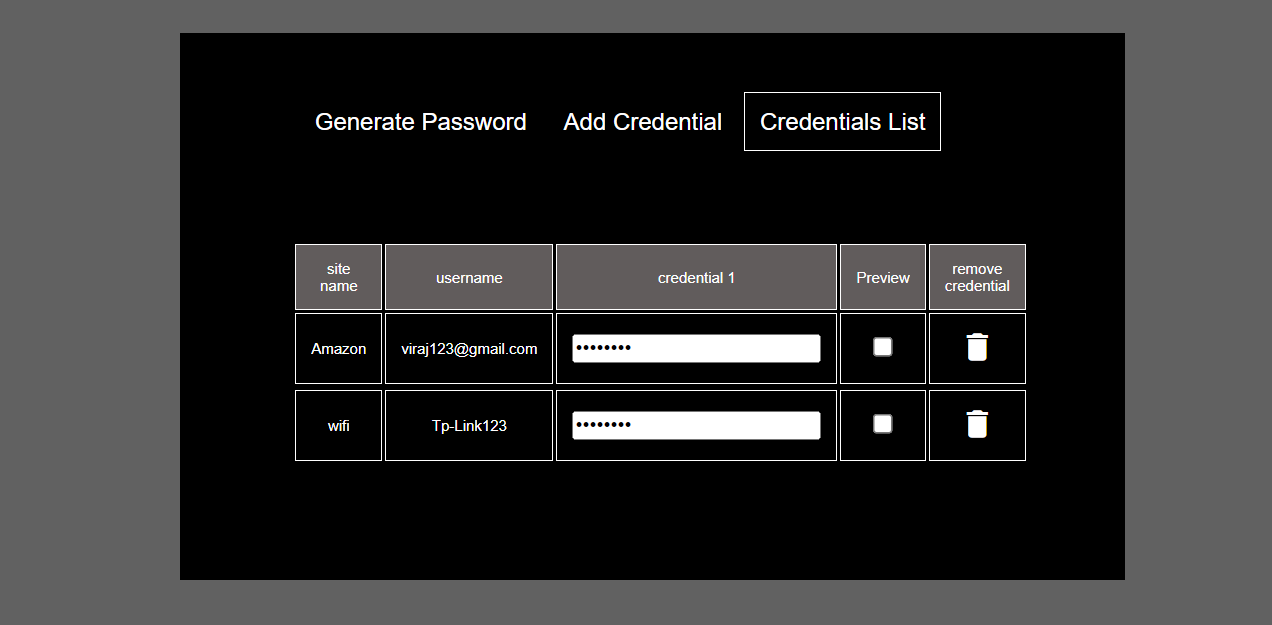 Generate Password Add Credential Credentials List
site name username credential 1 Preview remove credential
Amazon viraj123@gmail.com ••••••••
wifi Tp-Link123 ••••••••